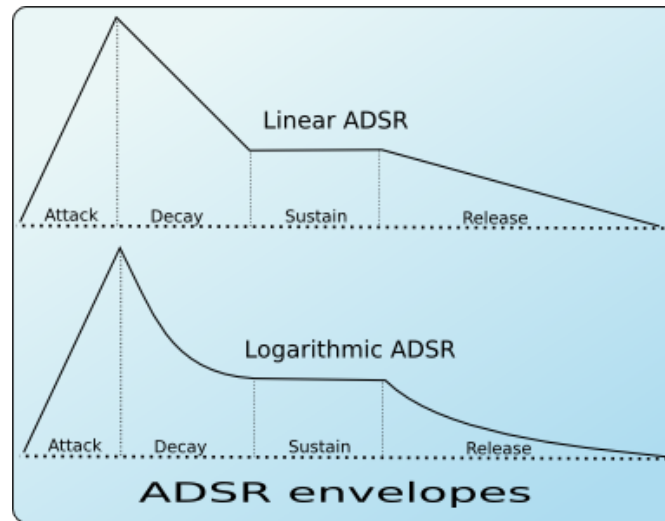 Linear ADSR
Attack Decay Sustain Release
Logarithmic ADSR
Attack Decay Sustain Release
ADSR envelopes